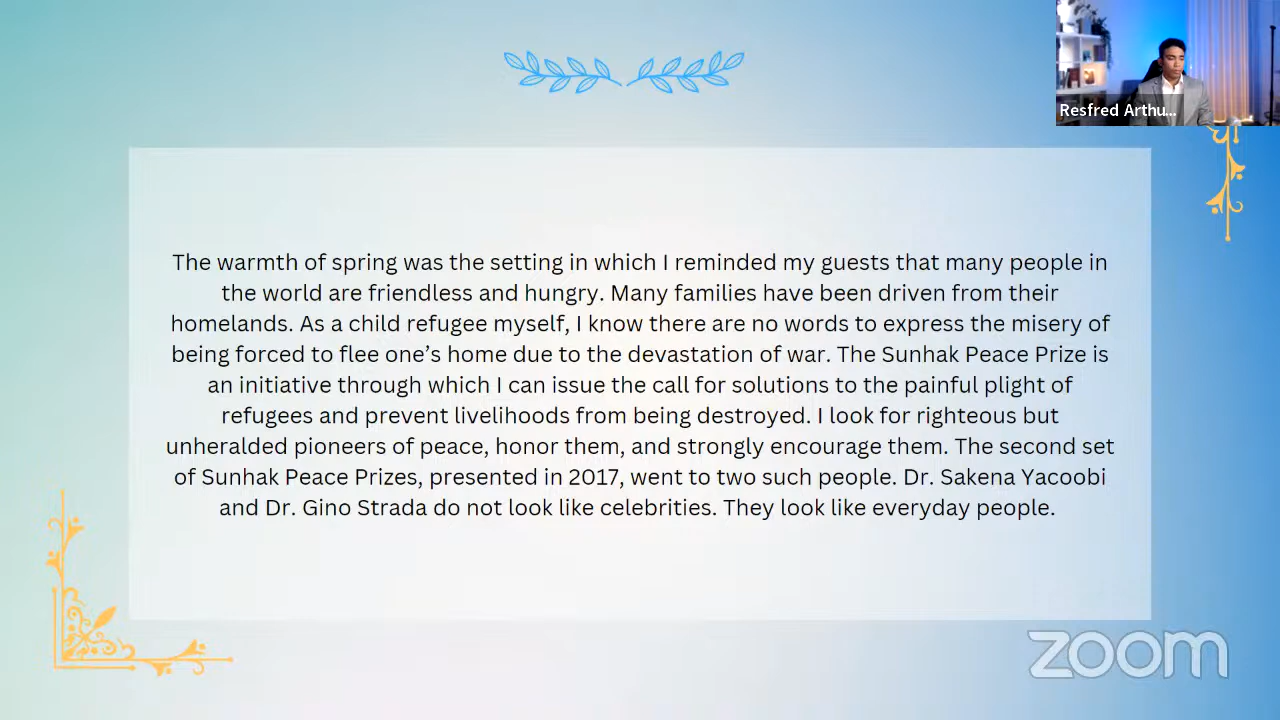 Resfred Arthu...
The warmth of spring was the setting in which I reminded my guests that many people in
the world are friendless and hungry. Many families have been driven from their
homelands. As a child refugee myself, I know there are no words to express the misery of
being forced to flee one’s home due to the devastation of war. The Sunhak Peace Prize is
an initiative through which I can issue the call for solutions to the painful plight of
refugees and prevent livelihoods from being destroyed. I look for righteous but
unheralded pioneers of peace, honor them, and strongly encourage them. The second set
of Sunhak Peace Prizes, presented in 2017, went to two such people. Dr. Sakena Yacoobi
and Dr. Gino Strada do not look like celebrities. They look like everyday people.
zoom